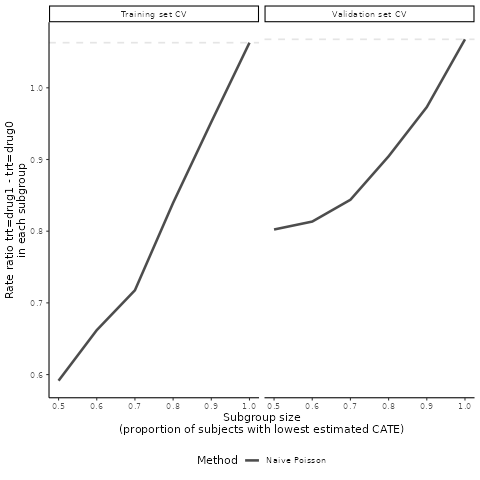 Training set CV
Validation set CV
Rate ratio trt=drug1 - trt=drug0
in each subgroup
1.0
0.9
0.8
0.7
0.6
0.5 0.6 0.7 0.8 0.9 1.0
0.5 0.6 0.7 0.8 0.9 1.0
Subgroup size
(proportion of subjects with lowest estimated CATE)
Method Naive Poisson